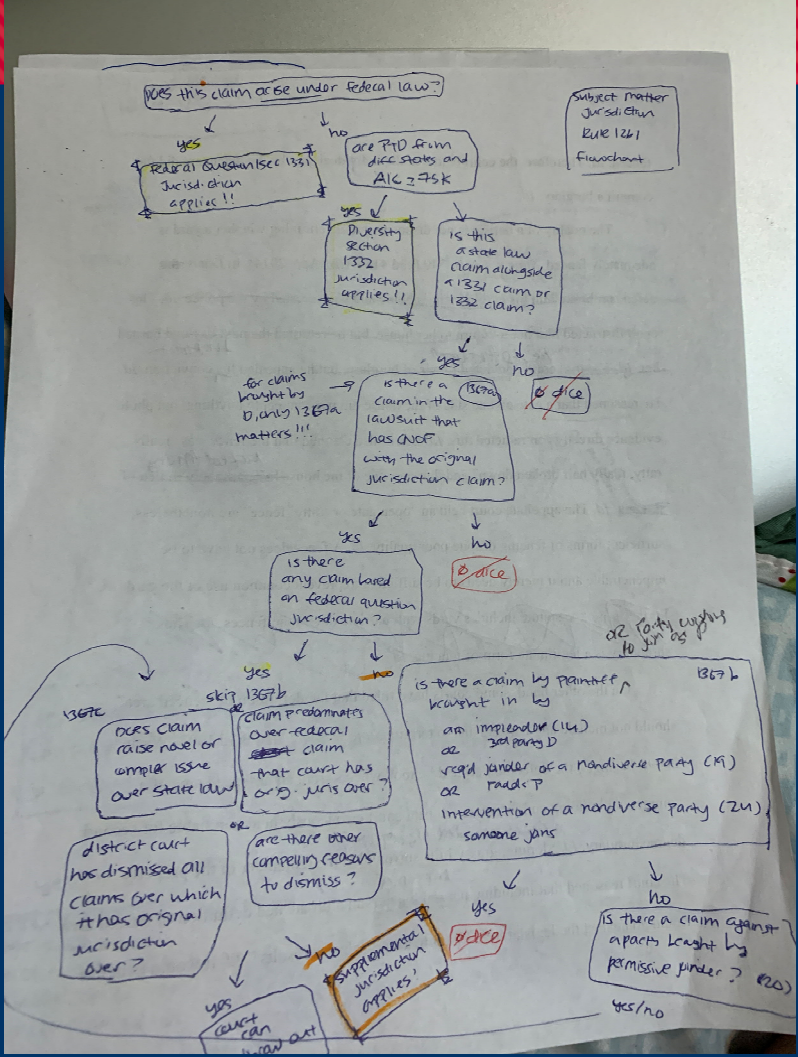 Does this claim arise under federal law?
subject matter
jurisdiction
RULE 1261
flowchart
yes
no
Federal Question/sec 1331
Jurisdiction
applies!!
are P+D from
diff states and
AIC ≥ 75K
yes
Diversity
section
1332
jurisdiction
applies!!
is this
a state law
claim alongside
a 1331 claim or
1332 claim?
yes
no
∅ dice
for claims
brought by
D, only 1367a
matters!!!
is there a
1367a
claim in the
lawsuit that
has CNOF
with the original
jurisdiction claim?
yes
no
∅ dice
is there
any claim based
on federal question
jurisdiction?
yes
no
skip 1367b
or party wishing
to join as
is there a claim by plaintiff
1367b
brought in by
an impleader (14)
OR 3rd party D
req'd joinder of a nondiverse party (19)
OR
intervention of a nondiverse party (24)
someone joins
1367c
Does claim
raise novel or
complex issue
over state law
OR
claim predominates
over federal
claim
that court has
orig. juris over?
OR
district court
has dismissed all
claims over which
it has original
jurisdiction
over?
are there other
compelling reasons
to dismiss?
yes
no
court
can
supplemental
jurisdiction
applies!
yes
∅ dice
no
is there a claim against
a party brought by
permissive joinder? (20)
yes/no